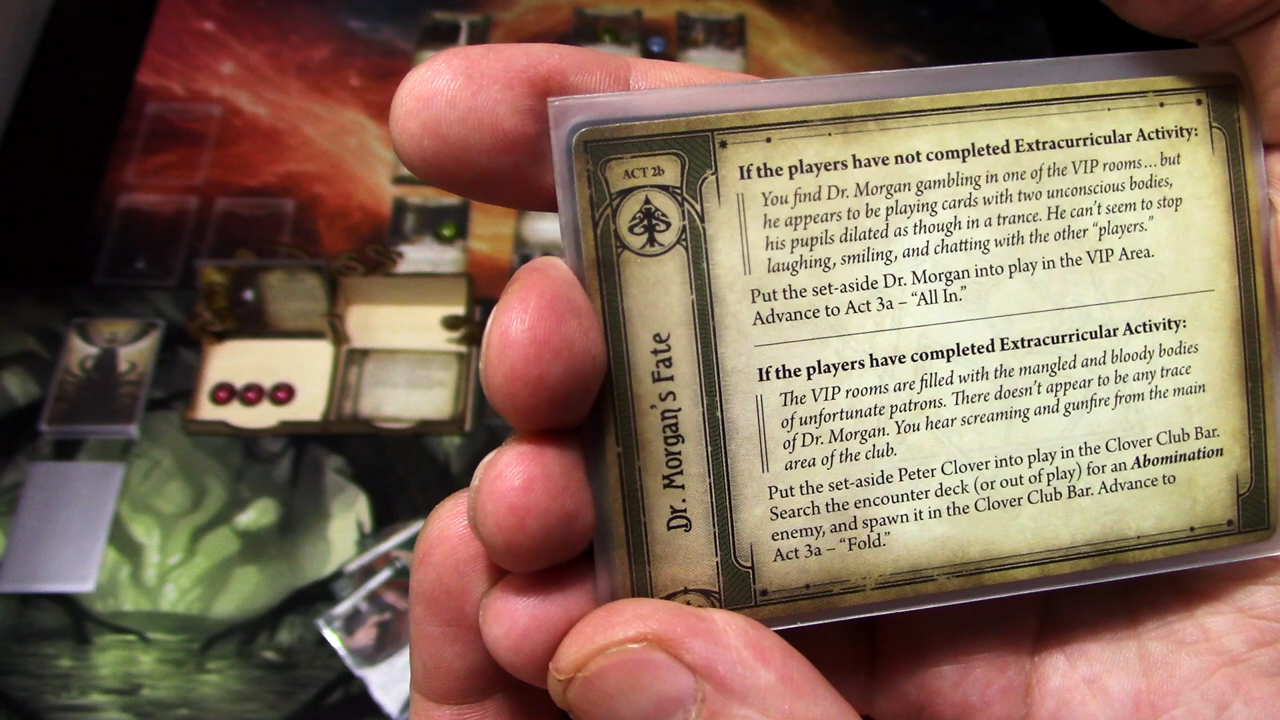 ACT 2b
Dr. Morgan's Fate
If the players have not completed Extracurricular Activity:
You find Dr. Morgan gambling in one of the VIP rooms…but
he appears to be playing cards with two unconscious bodies,
his pupils dilated as though in a trance. He can't seem to stop
laughing, smiling, and chatting with the other “players.”
Put the set-aside Dr. Morgan into play in the VIP Area.
Advance to Act 3a – “All In.”
If the players have completed Extracurricular Activity:
The VIP rooms are filled with the mangled and bloody bodies
of unfortunate patrons. There doesn't appear to be any trace
of Dr. Morgan. You hear screaming and gunfire from the main
area of the club.
Put the set-aside Peter Clover into play in the Clover Club Bar.
Search the encounter deck (or out of play) for an Abomination
enemy, and spawn it in the Clover Club Bar. Advance to
Act 3a – “Fold.”